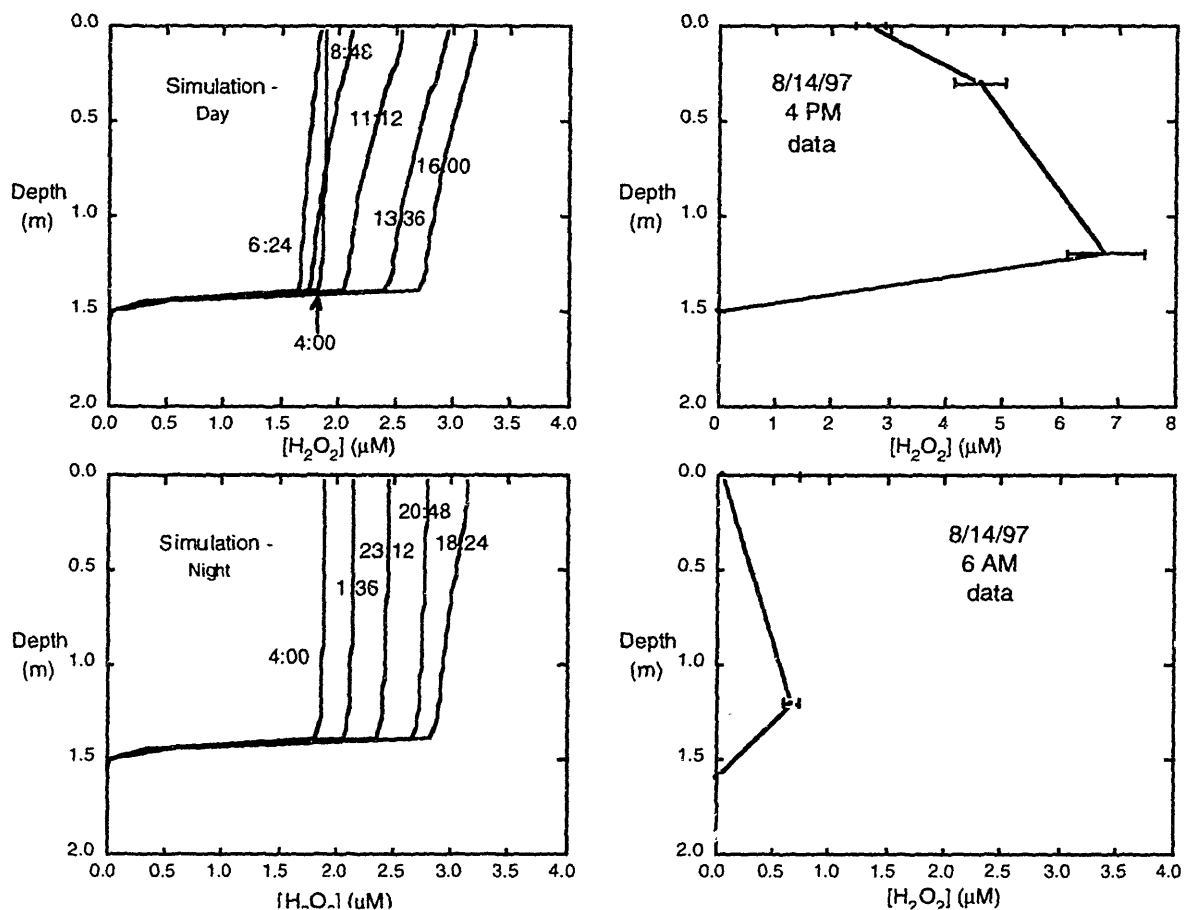 0.0
0.5
1.0
1.5
2.0
Depth
(m)
Simulation -
Day
8:48
11:12
16:00
13:36
6:24
4:00
0.0 0.5 1.0 1.5 2.0 2.5 3.0 3.5 4.0
[H₂O₂] (μM)
0.0
0.5
1.0
1.5
2.0
Depth
(m)
8/14/97
4 PM
data
0 1 2 3 4 5 6 7 8
[H₂O₂] (μM)
0.0
0.5
1.0
1.5
2.0
Depth
(m)
Simulation -
Night
20:48
18:24
23:12
1:36
4:00
0.0 0.5 1.0 1.5 2.0 2.5 3.0 3.5 4.0
[H₂O₂] (μM)
0.0
0.5
1.0
1.5
2.0
Depth
(m)
8/14/97
6 AM
data
0.0 0.5 1.0 1.5 2.0 2.5 3.0 3.5 4.0
[H₂O₂] (μM)